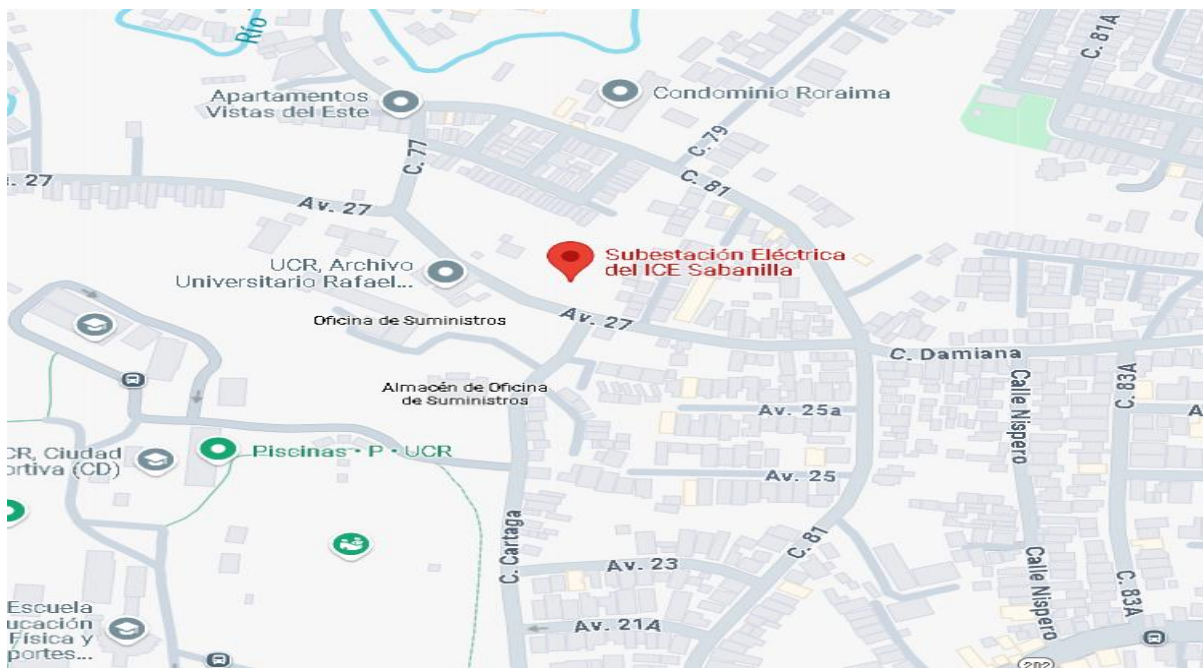 Río
C. 81A
Apartamentos
Vistas del Este
Condominio Roraima
C. 79
C. 77
C. 81
. 27
Av. 27
Subestación Eléctrica
del ICE Sabanilla
UCR, Archivo
Universitario Rafael...
Oficina de Suministros
Av. 27
C. Damiana
Almacén de Oficina
de Suministros
Calle Nispero
C. 83A
Av. 25a
A
CR, Ciudad
ortiva (CD)
Piscinas • P • UCR
Av. 25
C. Cartaga
C. 81
Av. 23
Calle Nispero
C. 83A
Escuela
ucación
Física y
portes...
Av. 21A
202